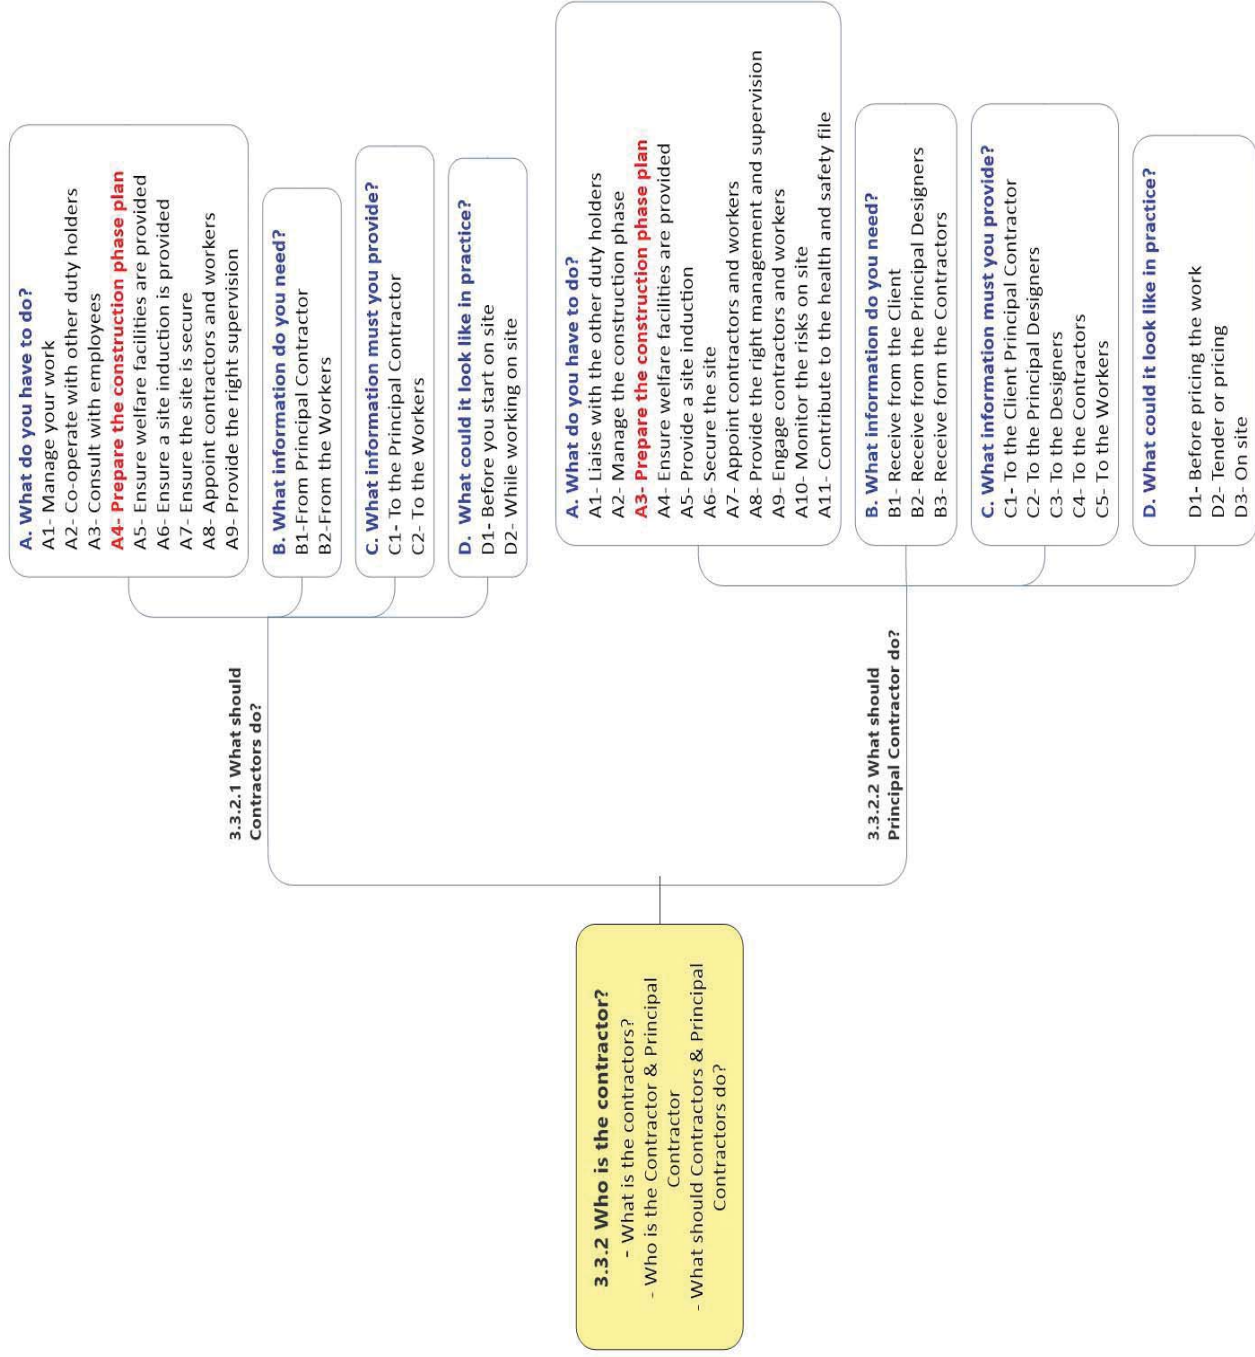 3.3.2 Who is the contractor?
- What is the contractors?
- Who is the Contractor & Principal
Contractor
- What should Contractors & Principal
Contractors do?
3.3.2.1 What should
Contractors do?
A. What do you have to do?
A1- Manage your work
A2- Co-operate with other duty holders
A3- Consult with employees
A4- Prepare the construction phase plan
A5- Ensure welfare facilities are provided
A6- Ensure a site induction is provided
A7- Ensure the site is secure
A8- Appoint contractors and workers
A9- Provide the right supervision
B. What information do you need?
B1-From Principal Contractor
B2-From the Workers
C. What information must you provide?
C1- To the Principal Contractor
C2- To the Workers
D. What could it look like in practice?
D1- Before you start on site
D2- While working on site
3.3.2.2 What should
Principal Contractor do?
A. What do you have to do?
A1- Liaise with the other duty holders
A2- Manage the construction phase
A3- Prepare the construction phase plan
A4- Ensure welfare facilities are provided
A5- Provide a site induction
A6- Secure the site
A7- Appoint contractors and workers
A8- Provide the right management and supervision
A9- Engage contractors and workers
A10- Monitor the risks on site
A11- Contribute to the health and safety file
B. What information do you need?
B1- Receive from the Client
B2- Receive from the Principal Designers
B3- Receive form the Contractors
C. What information must you provide?
C1- To the Client Principal Contractor
C2- To the Principal Designers
C3- To the Designers
C4- To the Contractors
C5- To the Workers
D. What could it look like in practice?
D1- Before pricing the work
D2- Tender or pricing
D3- On site